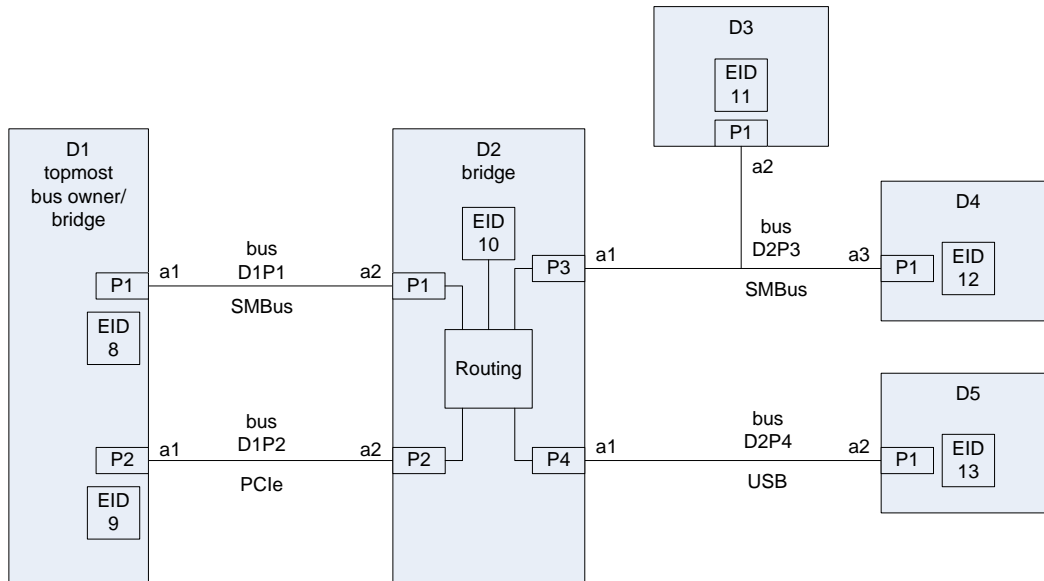 D1
topmost
bus owner/
bridge
P1
EID
8
P2
EID
9
a1
bus
D1P1
a2
SMBus
a1
bus
D1P2
a2
PCIe
D2
bridge
EID
10
P1
P3
Routing
P2
P4
D3
EID
11
P1
a2
a1
bus
D2P3
a3
SMBus
D4
P1
EID
12
a1
bus
D2P4
a2
USB
D5
P1
EID
13